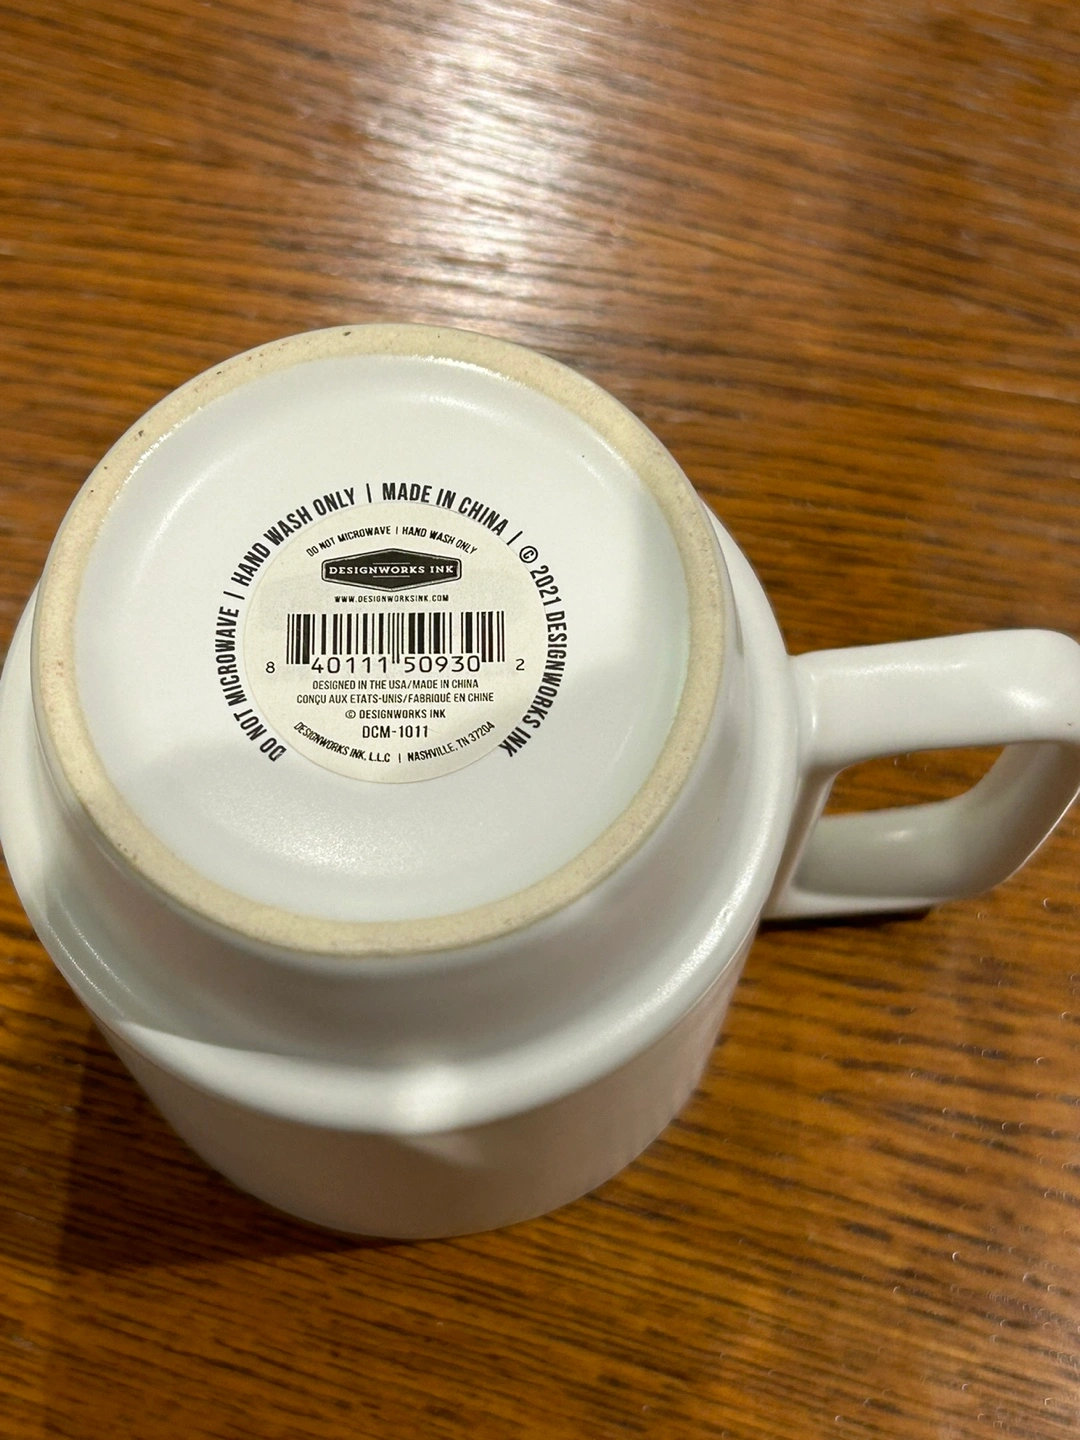 DO NOT MICROWAVE | HAND WASH ONLY | MADE IN CHINA | © 2021 DESIGNWORKS INK
DO NOT MICROWAVE | HAND WASH ONLY
DESIGNWORKS INK
WWW.DESIGNWORKSINK.COM
8 40111 50930 2
DESIGNED IN THE USA/MADE IN CHINA
CONÇU AUX ETATS-UNIS/FABRIQUÉ EN CHINE
© DESIGNWORKS INK
DCM-1011
DESIGNWORKS INK, L.L.C | NASHVILLE, TN 37204